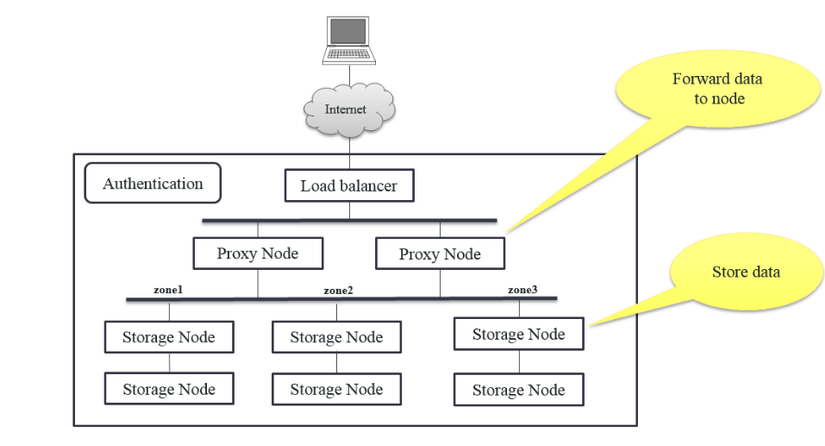 Internet
Forward data
to node
Authentication
Load balancer
Proxy Node
Proxy Node
zone1
zone2
zone3
Store data
Storage Node
Storage Node
Storage Node
Storage Node
Storage Node
Storage Node